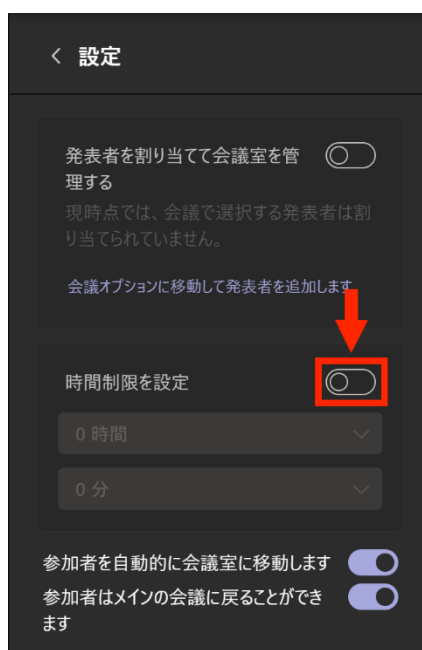 設定
発表者を割り当てて会議室を管
理する
現時点では、会議で選択する発表者は割
り当てられていません。
会議オプションに移動して発表者を追加します
時間制限を設定
0 時間
0 分
参加者を自動的に会議室に移動します
参加者はメインの会議に戻ることができ
ます